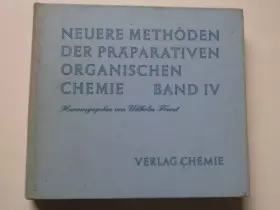 NEUERE METHODEN
DER PRÄPARATIVEN
ORGANISCHEN
CHEMIE BAND IV
Herausgegeben von Wilhelm Foerst
VERLAG CHEMIE